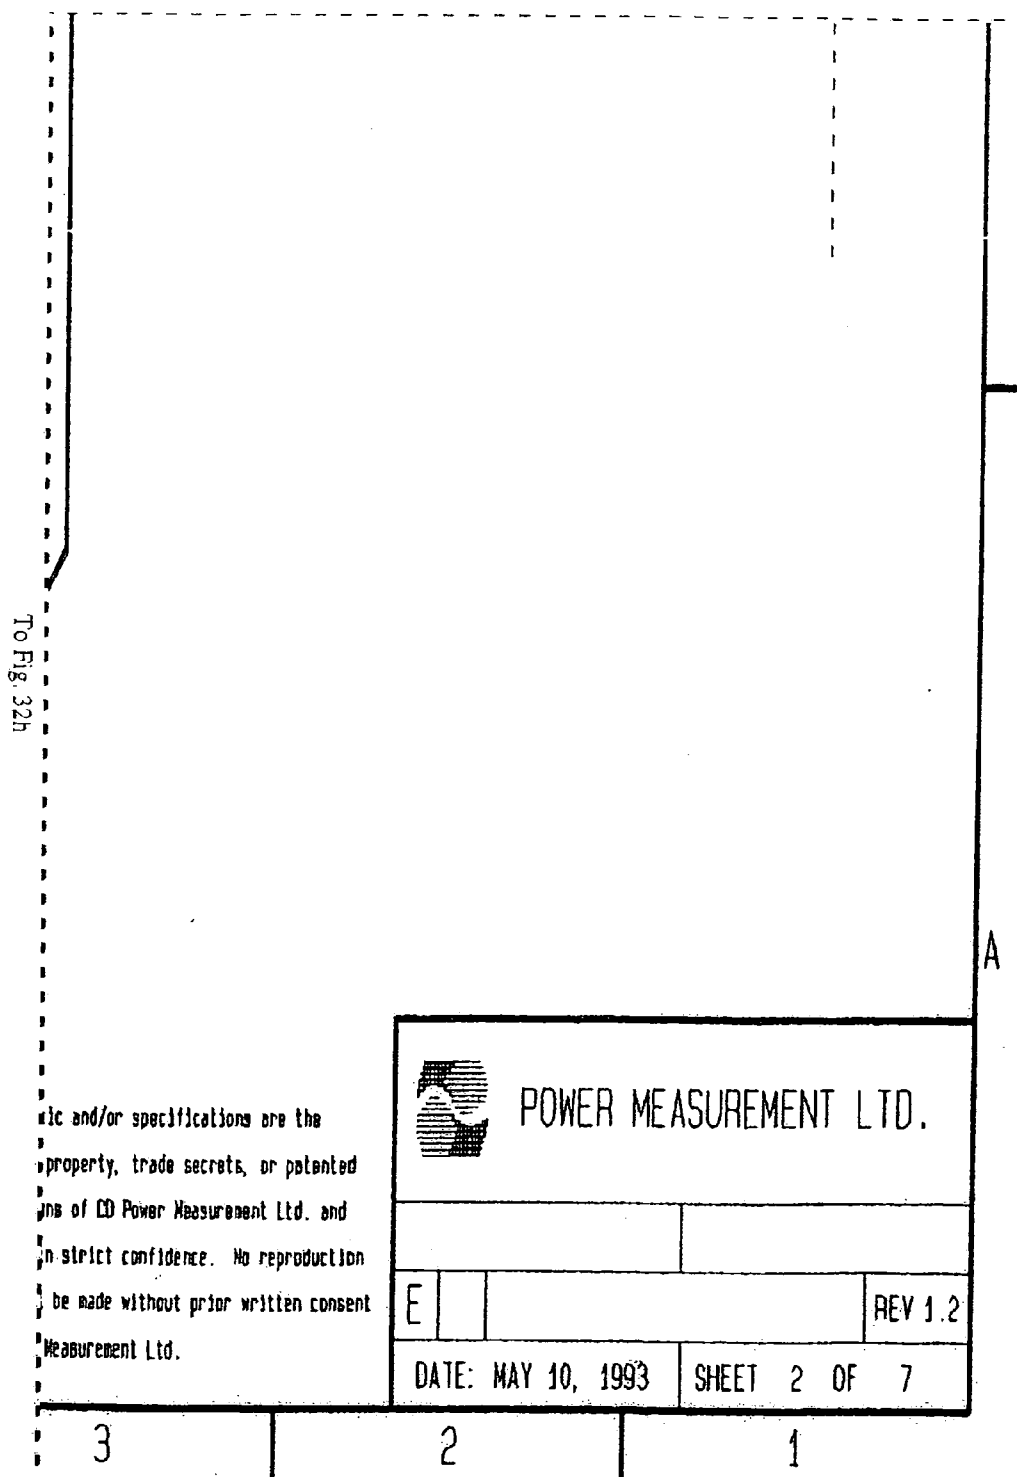 To Fig. 32h
A
ic and/or specifications are the
property, trade secrets, or patented
ns of CD Power Measurement Ltd. and
n strict confidence. No reproduction
be made without prior written consent
Measurement Ltd.
POWER MEASUREMENT LTD.
E
REV 1.2
DATE: MAY 10, 1993
SHEET 2 OF 7
3
2
1